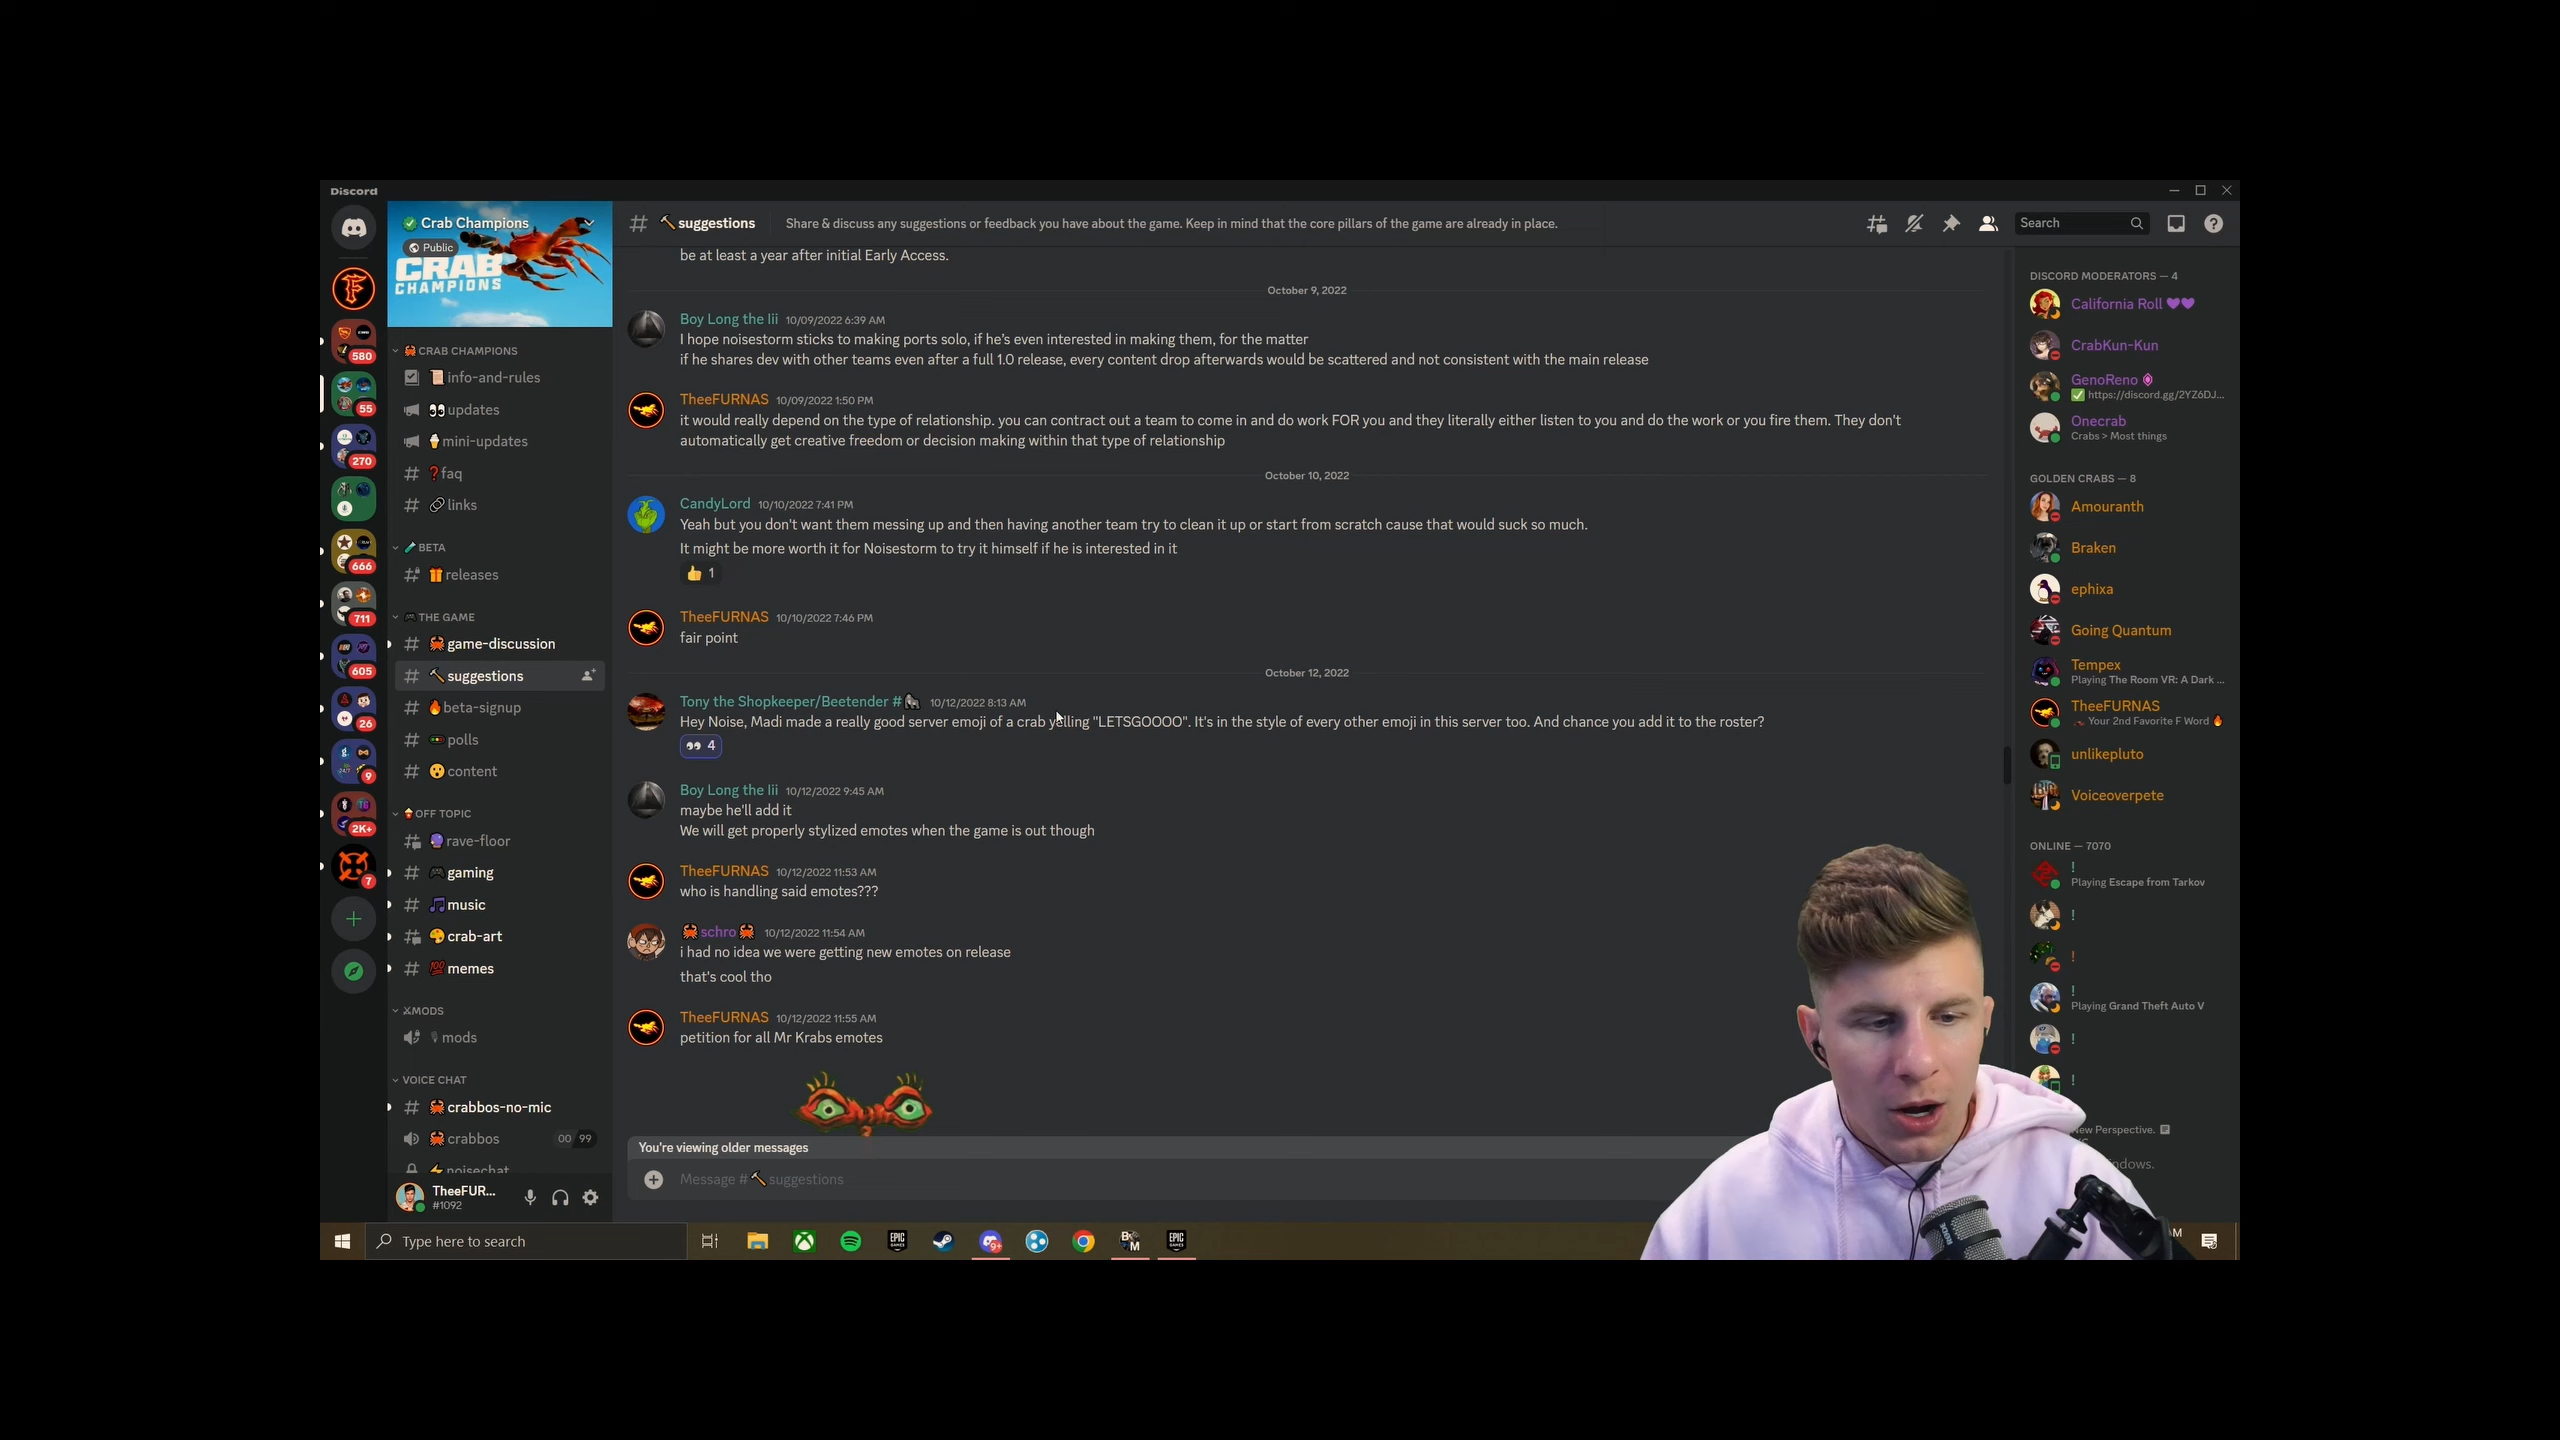 Discord
Crab Champions
Public
CRAB
CHAMPIONS
580
55
270
666
711
605
26
9
2K+
7
CRAB CHAMPIONS
info-and-rules
updates
mini-updates
faq
links
BETA
releases
THE GAME
game-discussion
suggestions
beta-signup
polls
content
OFF TOPIC
rave-floor
gaming
music
crab-art
memes
MODS
mods
VOICE CHAT
crabbos-no-mic
crabbos 00 99
noisechat
TheeFUR...
#1092
suggestions Share & discuss any suggestions or feedback you have about the game. Keep in mind that the core pillars of the game are already in place.
Search
be at least a year after initial Early Access.
October 9, 2022
Boy Long the lii 10/09/2022 6:39 AM
I hope noisestorm sticks to making ports solo, if he's even interested in making them, for the matter
if he shares dev with other teams even after a full 1.0 release, every content drop afterwards would be scattered and not consistent with the main release
TheeFURNAS 10/09/2022 1:50 PM
it would really depend on the type of relationship. you can contract out a team to come in and do work FOR you and they literally either listen to you and do the work or you fire them. They don't
automatically get creative freedom or decision making within that type of relationship
October 10, 2022
CandyLord 10/10/2022 7:41 PM
Yeah but you don't want them messing up and then having another team try to clean it up or start from scratch cause that would suck so much.
It might be more worth it for Noisestorm to try it himself if he is interested in it
👍 1
TheeFURNAS 10/10/2022 7:46 PM
fair point
October 12, 2022
Tony the Shopkeeper/Beetender # 10/12/2022 8:13 AM
Hey Noise, Madi made a really good server emoji of a crab yelling "LETSGOOOO". It's in the style of every other emoji in this server too. And chance you add it to the roster?
👀 4
Boy Long the lii 10/12/2022 9:45 AM
maybe he'll add it
We will get properly stylized emotes when the game is out though
TheeFURNAS 10/12/2022 11:53 AM
who is handling said emotes???
🦀schro🦀 10/12/2022 11:54 AM
i had no idea we were getting new emotes on release
that's cool tho
TheeFURNAS 10/12/2022 11:55 AM
petition for all Mr Krabs emotes
You're viewing older messages
Message # suggestions
DISCORD MODERATORS — 4
California Roll 💜💜
CrabKun-Kun
GenoReno
✅ https://discord.gg/2YZ6DJ...
Onecrab
Crabs > Most things
GOLDEN CRABS — 8
Amouranth
Braken
ephixa
Going Quantum
Tempex
Playing The Room VR: A Dark ...
TheeFURNAS
Your 2nd Favorite F Word 🔥
unlikepluto
Voiceoverpete
ONLINE — 7070
!
Playing Escape from Tarkov
!
!
!
Playing Grand Theft Auto V
!
!
New Perspective.
ndows.
Type here to search
EPIC
GAMES
9+
EPIC
GAMES
M
RODE